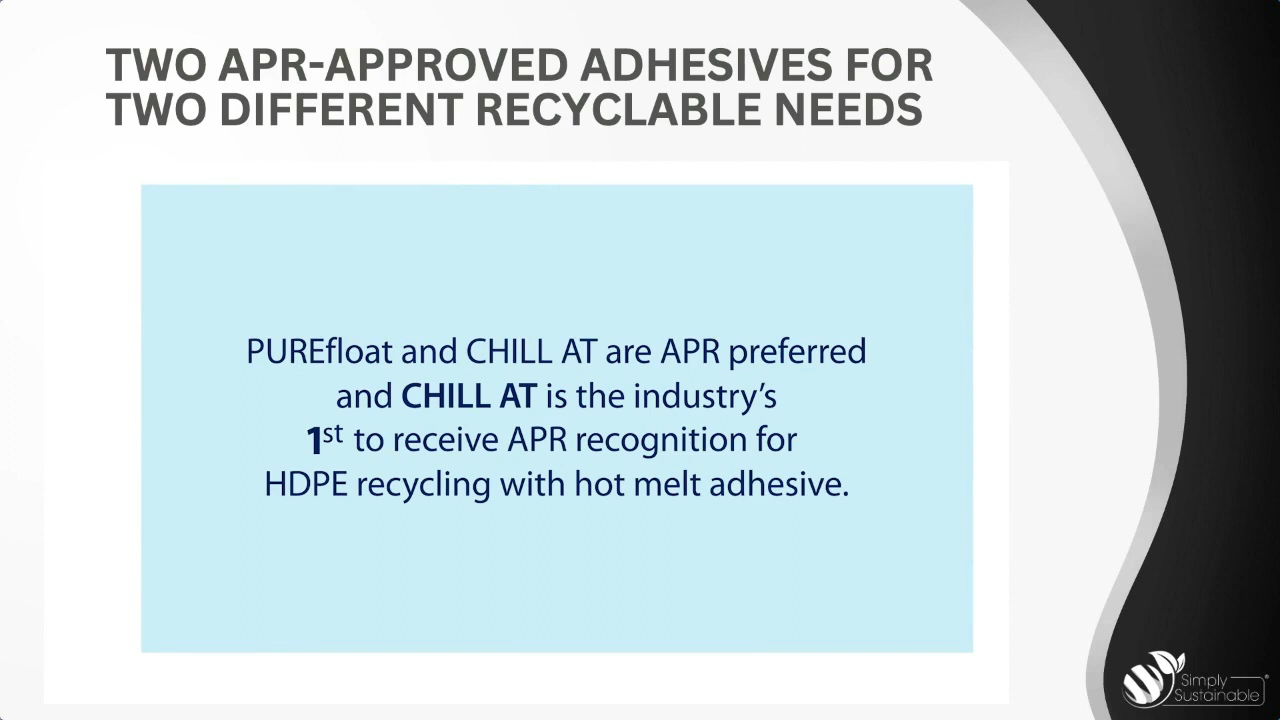 TWO APR-APPROVED ADHESIVES FOR
TWO DIFFERENT RECYCLABLE NEEDS
PUREfloat and CHILL AT are APR preferred
and CHILL AT is the industry’s
1st to receive APR recognition for
HDPE recycling with hot melt adhesive.
Simply
Sustainable®